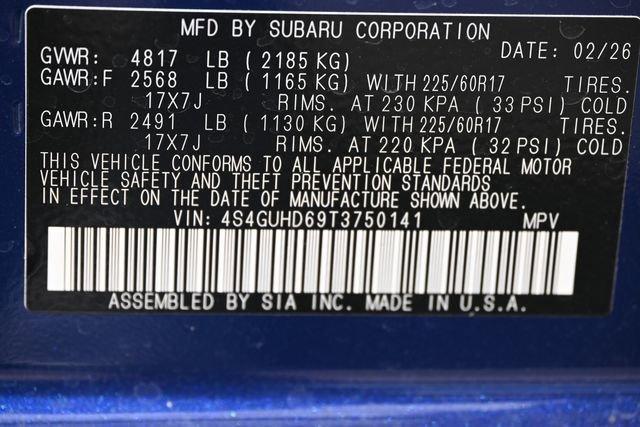 MFD BY SUBARU CORPORATION
GVWR: 4817 LB ( 2185 KG) DATE: 02/26
GAWR:F 2568 LB ( 1165 KG) WITH 225/60R17 TIRES.
17X7J RIMS. AT 230 KPA ( 33 PSI) COLD
GAWR:R 2491 LB ( 1130 KG) WITH 225/60R17 TIRES.
17X7J RIMS. AT 220 KPA ( 32 PSI) COLD
THIS VEHICLE CONFORMS TO ALL APPLICABLE FEDERAL MOTOR
VEHICLE SAFETY AND THEFT PREVENTION STANDARDS
IN EFFECT ON THE DATE OF MANUFACTURE SHOWN ABOVE.
VIN: 4S4GUHD69T3750141 MPV
ASSEMBLED BY SIA INC. MADE IN U.S.A.